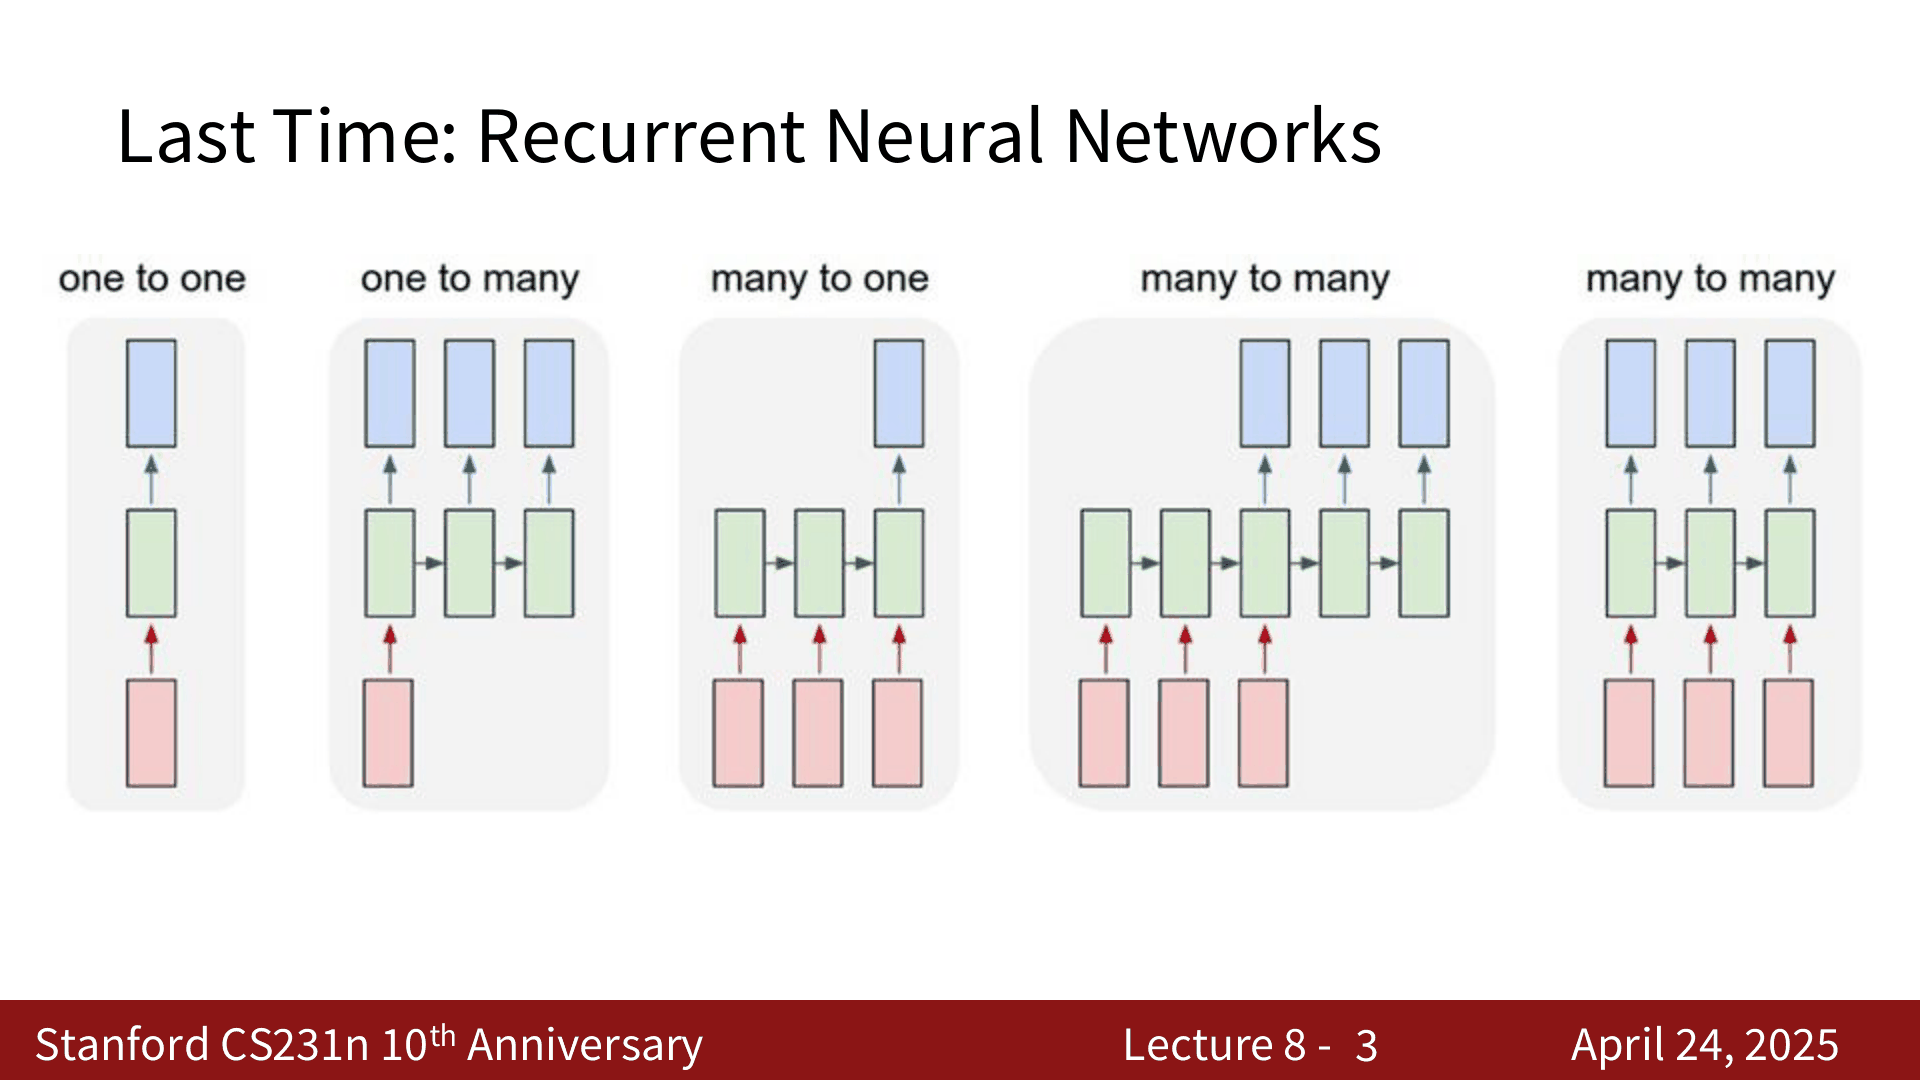 Last Time: Recurrent Neural Networks
one to one
one to many
many to one
many to many
many to many
Stanford CS231n 10th Anniversary
Lecture 8 - 3
April 24, 2025